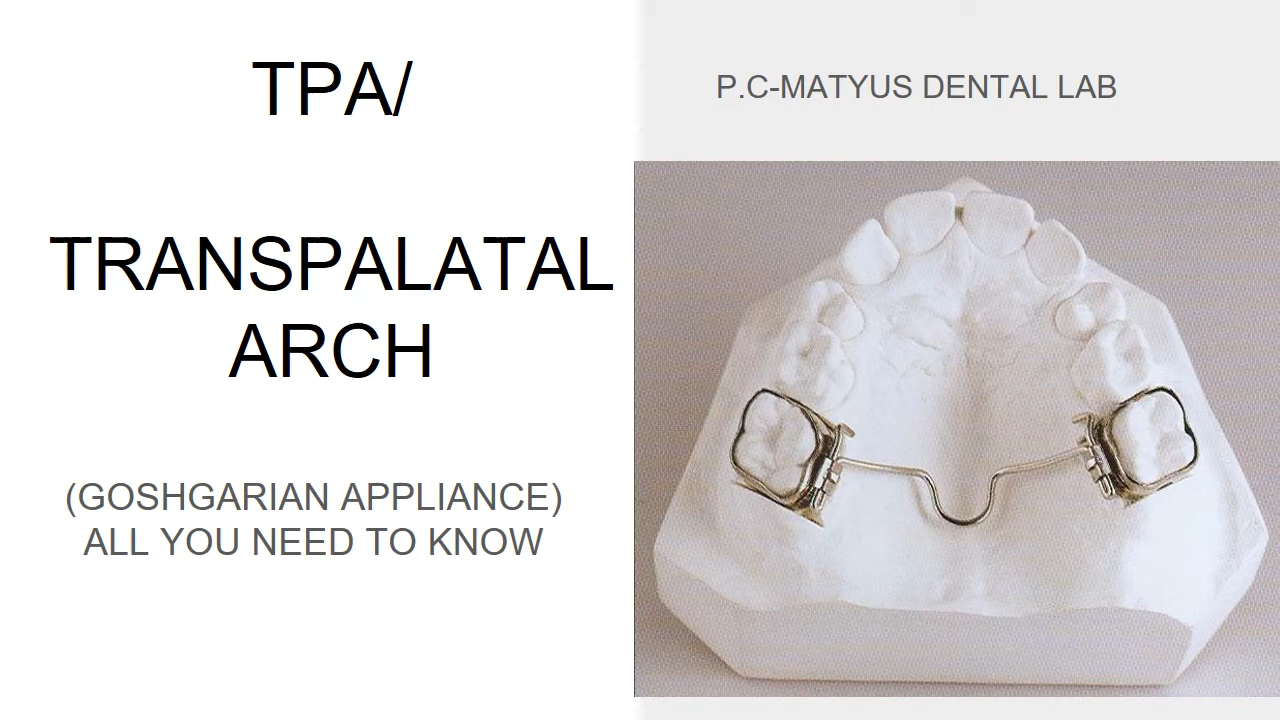 TPA/
TRANSPALATAL
ARCH
(GOSHGARIAN APPLIANCE)
ALL YOU NEED TO KNOW
P.C-MATYUS DENTAL LAB